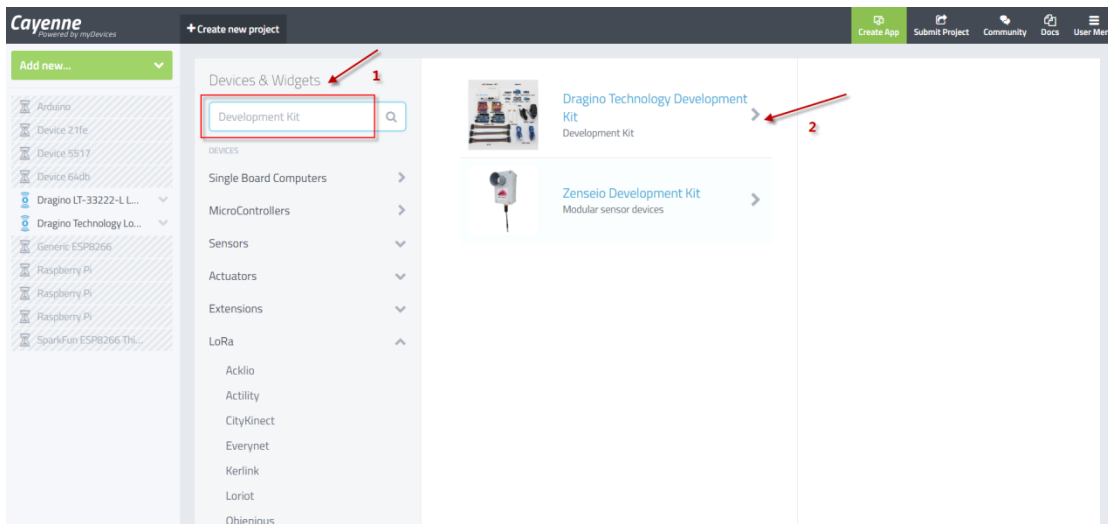 Cayenne
Powered by myDevices
+ Create new project
Create App
Submit Project
Community
Docs
User Men
Add new...
Arduino
Device 21fe
Device 5517
Device 64db
Dragino LT-33222-L L...
Dragino Technology Lo...
Generic ESP8266
Raspberry Pi
Raspberry Pi
Raspberry Pi
SparkFun ESP8266 Thi...
Devices & Widgets
1
Development Kit
DEVICES
Single Board Computers
MicroControllers
Sensors
Actuators
Extensions
LoRa
Acklio
Actility
CityKinect
Everynet
Kerlink
Loriot
Objenious
Dragino Technology Development
Kit
Development Kit
2
Zenseio Development Kit
Modular sensor devices